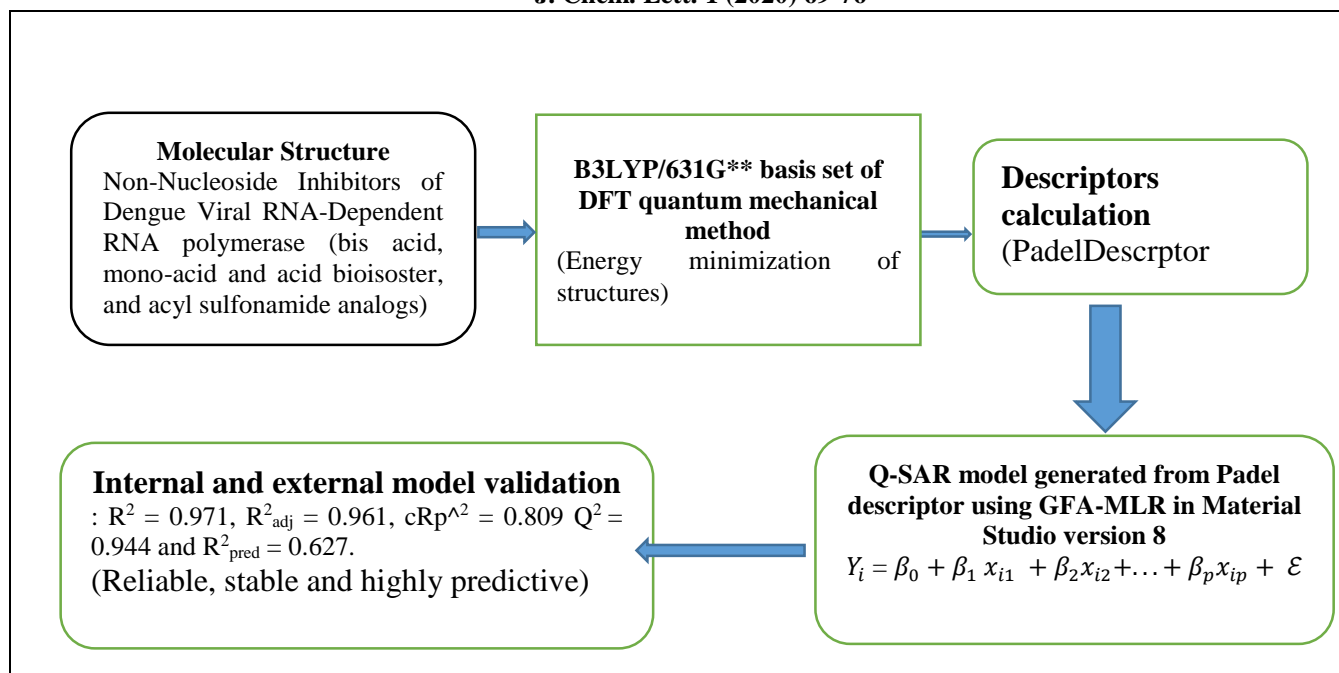 Molecular Structure
Non-Nucleoside Inhibitors of
Dengue Viral RNA-Dependent
RNA polymerase (bis acid,
mono-acid and acid bioisoster,
and acyl sulfonamide analogs)
B3LYP/631G** basis set of
DFT quantum mechanical
method
(Energy minimization of
structures)
Descriptors
calculation
(PadelDescrptor
Q-SAR model generated from Padel
descriptor using GFA-MLR in Material
Studio version 8
Yᵢ = β₀ + β₁ xᵢ₁ + β₂xᵢ₂+…+ βₚxᵢₚ + ℰ
Internal and external model validation
: R² = 0.971, R²adj = 0.961, cRp^² = 0.809 Q² =
0.944 and R²pred = 0.627.
(Reliable, stable and highly predictive)